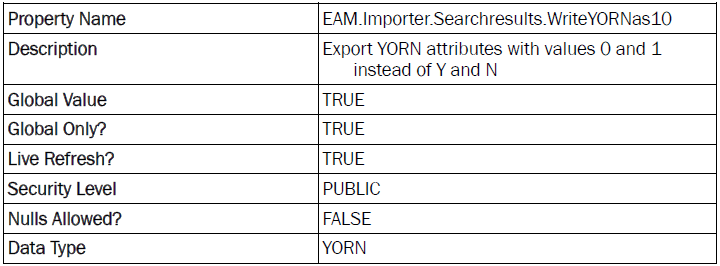 Property Name EAM.Importer.Searchresults.WriteYORNas10
Description Export YORN attributes with values 0 and 1
instead of Y and N
Global Value TRUE
Global Only? TRUE
Live Refresh? TRUE
Security Level PUBLIC
Nulls Allowed? FALSE
Data Type YORN